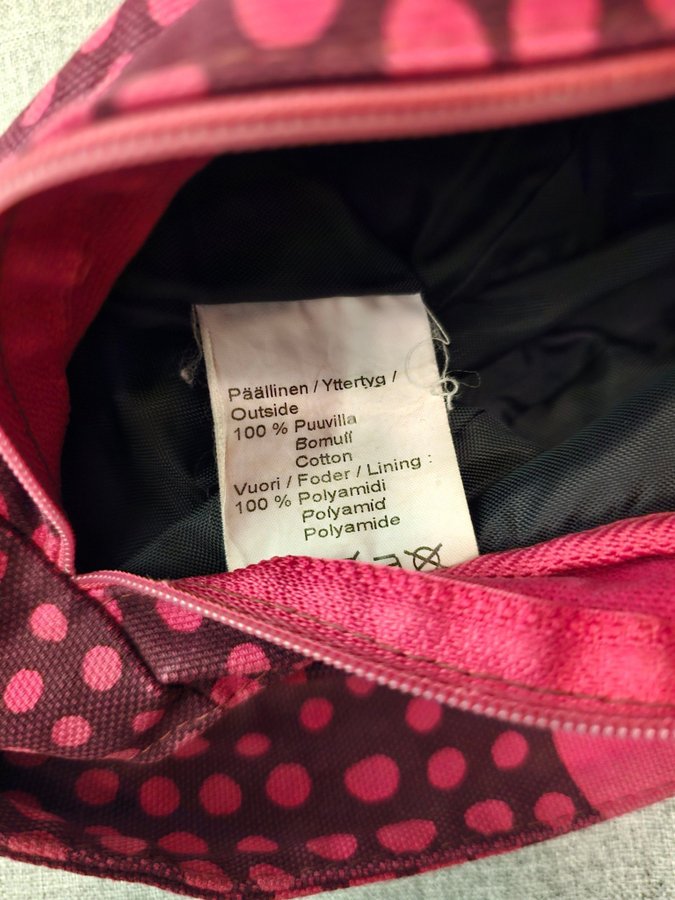 Päällinen / Yttertyg /
Outside
100 % Puuvilla
Bomull
Cotton
Vuori / Foder / Lining :
100 % Polyamidi
Polyamid
Polyamide